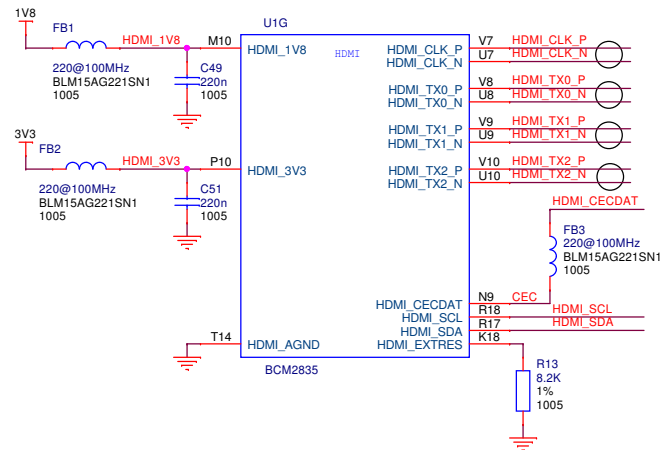 1V8
FB1
HDMI_1V8
220@100MHz
BLM15AG221SN1
1005
C49
220n
1005
M10
3V3
FB2
HDMI_3V3
220@100MHz
BLM15AG221SN1
1005
C51
220n
1005
P10
T14
U1G
HDMI
HDMI_1V8
HDMI_3V3
HDMI_AGND
BCM2835
HDMI_CLK_P
HDMI_CLK_N
HDMI_TX0_P
HDMI_TX0_N
HDMI_TX1_P
HDMI_TX1_N
HDMI_TX2_P
HDMI_TX2_N
HDMI_CECDAT
HDMI_SCL
HDMI_SDA
HDMI_EXTRES
V7 HDMI_CLK_P
U7 HDMI_CLK_N
V8 HDMI_TX0_P
U8 HDMI_TX0_N
V9 HDMI_TX1_P
U9 HDMI_TX1_N
V10 HDMI_TX2_P
U10 HDMI_TX2_N
HDMI_CECDAT
FB3
220@100MHz
BLM15AG221SN1
1005
N9 CEC
R18 HDMI_SCL
R17 HDMI_SDA
K18
R13
8.2K
1%
1005